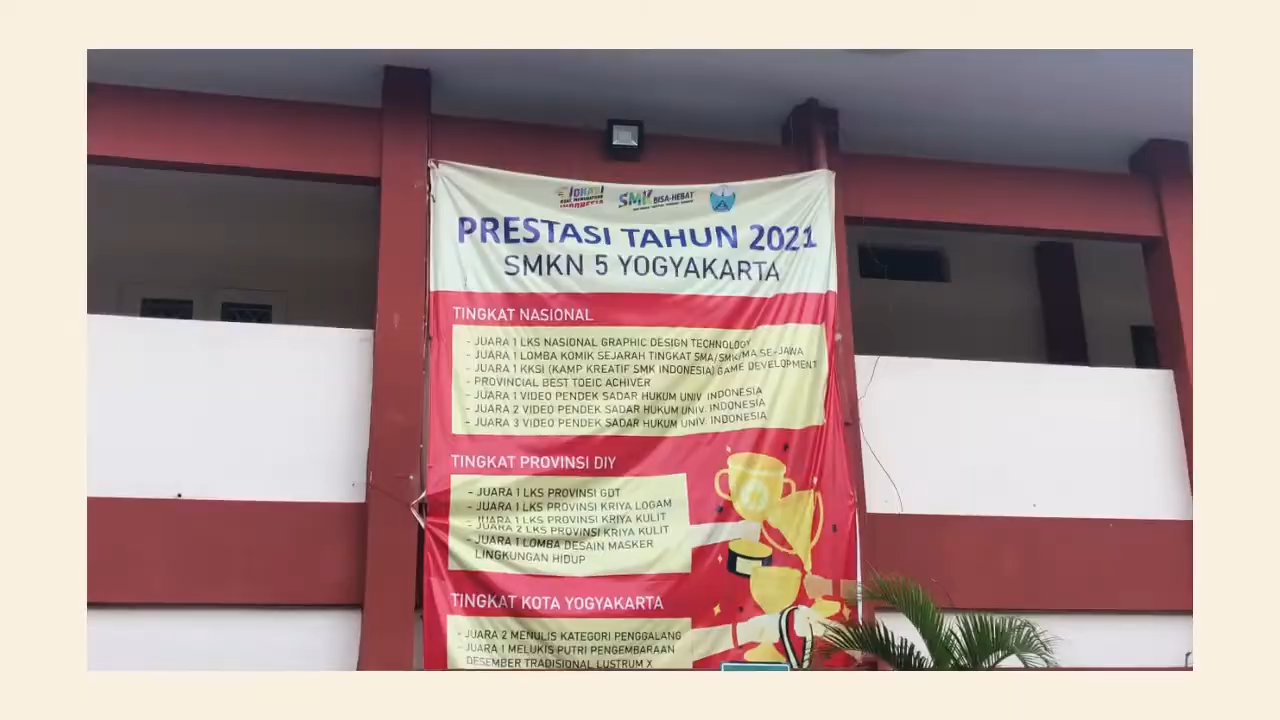 SMK BISA-HEBAT
PRESTASI TAHUN 2021
SMKN 5 YOGYAKARTA
TINGKAT NASIONAL
- JUARA 1 LKS NASIONAL GRAPHIC DESIGN TECHNOLOGY
- JUARA 1 LOMBA KOMIK SEJARAH TINGKAT SMA/SMK/MA SE-JAWA
- JUARA 1 KKSI (KAMP KREATIF SMK INDONESIA) GAME DEVELOPMENT
- PROVINCIAL BEST TOEIC ACHIVER
- JUARA 1 VIDEO PENDEK SADAR HUKUM UNIV. INDONESIA
- JUARA 2 VIDEO PENDEK SADAR HUKUM UNIV. INDONESIA
- JUARA 3 VIDEO PENDEK SADAR HUKUM UNIV. INDONESIA
TINGKAT PROVINSI DIY
- JUARA 1 LKS PROVINSI GDT
- JUARA 1 LKS PROVINSI KRIYA LOGAM
- JUARA 1 LKS PROVINSI KRIYA KULIT
- JUARA 2 LKS PROVINSI KRIYA KULIT
- JUARA 1 LOMBA DESAIN MASKER
LINGKUNGAN HIDUP
TINGKAT KOTA YOGYAKARTA
- JUARA 2 MENULIS KATEGORI PENGGALANG
- JUARA 1 MELUKIS PUTRI PENGEMBARAAN
DESEMBER TRADISIONAL LUSTRUM X